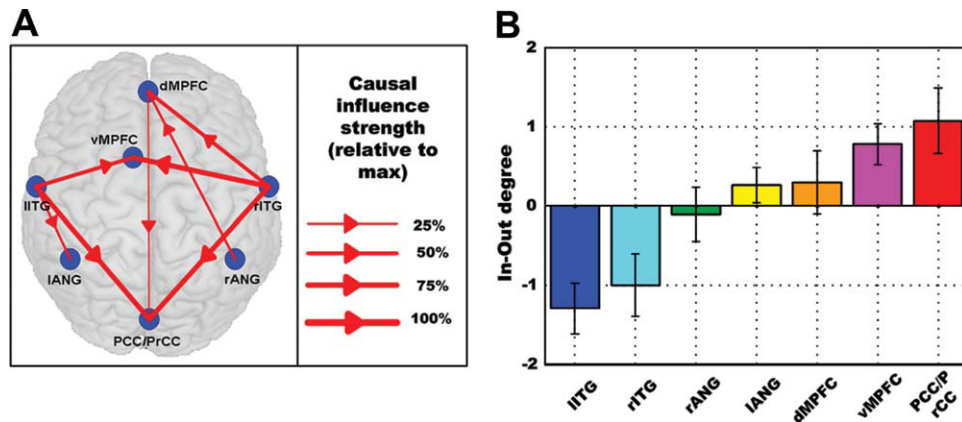 A
dMPFC
vMPFC
lITG
rITG
lANG
rANG
PCC/PrCC
Causal
influence
strength
(relative to
max)
25%
50%
75%
100%
B
In-Out degree
2
1
0
-1
-2
lITG
rITG
rANG
lANG
dMPFC
vMPFC
PCC/P
rCC